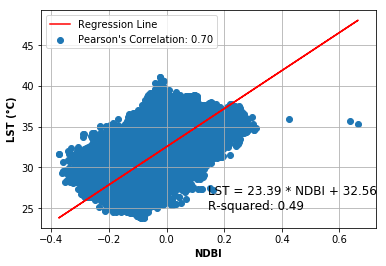 Regression Line
Pearson's Correlation: 0.70
45
40
35
30
25
LST (°C)
LST = 23.39 * NDBI + 32.56
R-squared: 0.49
−0.4
−0.2
0.0
0.2
0.4
0.6
NDBI